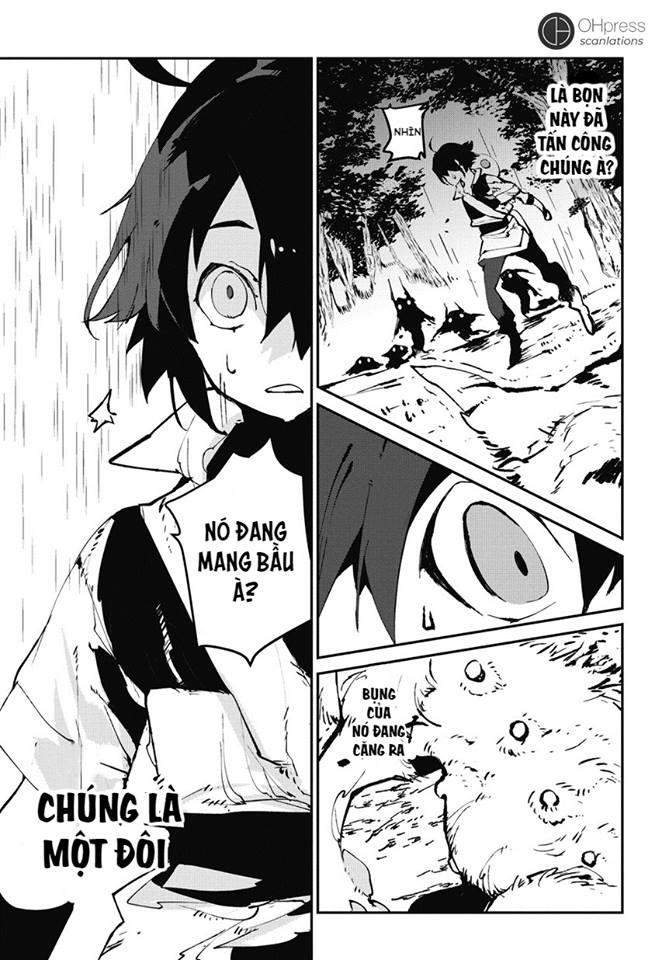 OHpress
scanlations
LÀ BỌN
NÀY ĐÃ
TẤN CÔNG
CHÚNG À?
NHÌN
BỤNG
CỦA
NÓ ĐANG
CĂNG RA
NÓ ĐANG
MANG BẦU
À?
CHÚNG LÀ
MỘT ĐÔI